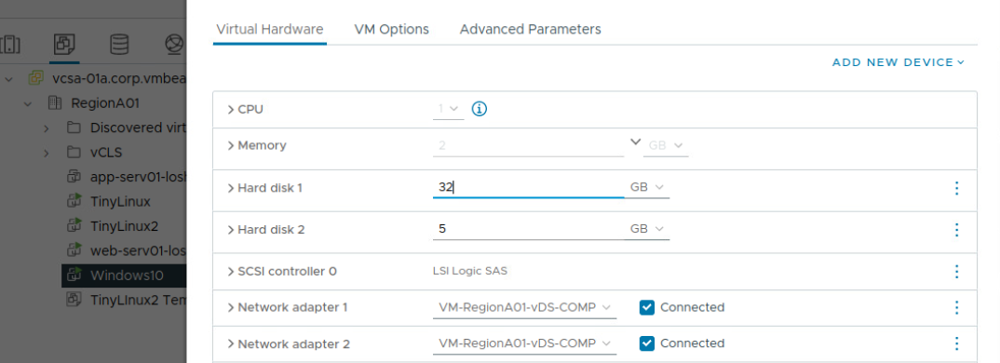 Virtual Hardware VM Options Advanced Parameters
ADD NEW DEVICE
vcsa-01a.corp.vmbea
RegionA01
Discovered virt
vCLS
app-serv01-losl
TinyLinux
TinyLinux2
web-serv01-los
Windows10
TinyLInux2 Tem
CPU 1
Memory 2 GB
Hard disk 1 32 GB
Hard disk 2 5 GB
SCSI controller 0 LSI Logic SAS
Network adapter 1 VM-RegionA01-vDS-COMP Connected
Network adapter 2 VM-RegionA01-vDS-COMP Connected